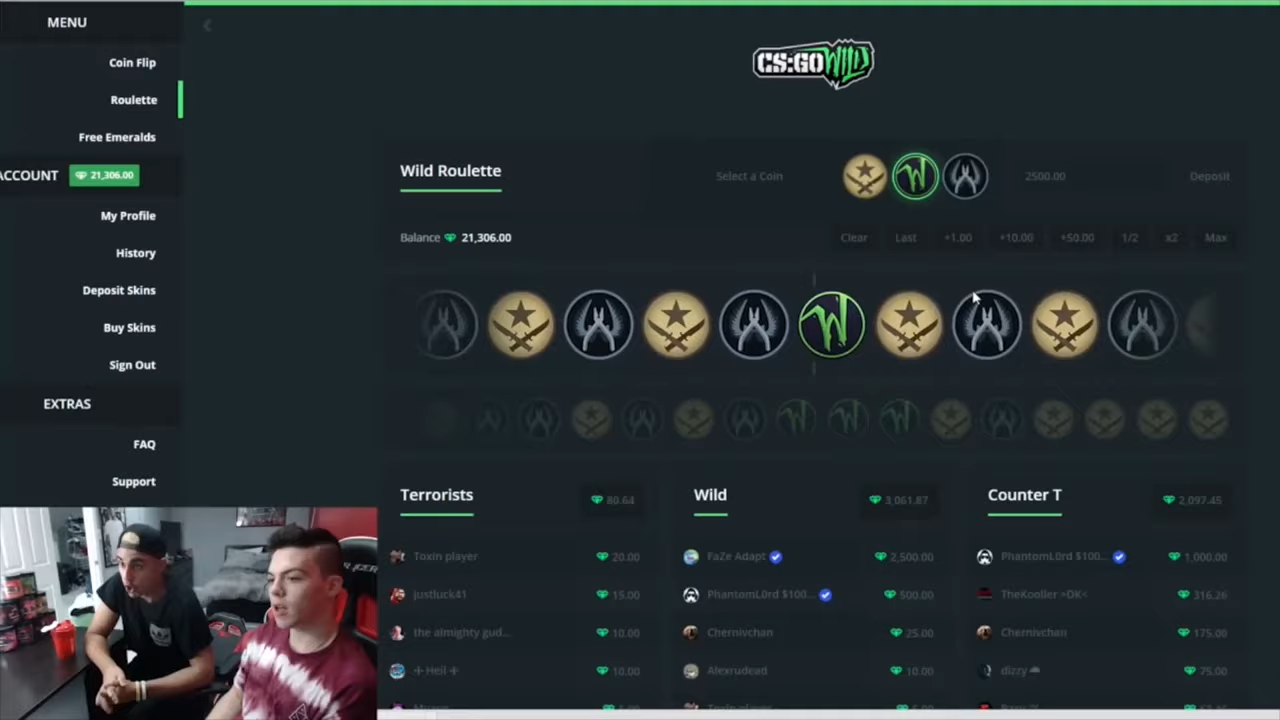 MENU
Coin Flip
Roulette
Free Emeralds
ACCOUNT 21,306.00
My Profile
History
Deposit Skins
Buy Skins
Sign Out
EXTRAS
FAQ
Support
CS:GO WILD
Wild Roulette
Select a Coin
2500.00
Deposit
Balance 21,306.00
Clear Last +1.00 +10.00 +50.00 1/2 x2 Max
Terrorists 80.64
Toxin player 20.00
justluck41 15.00
the almighty gud... 10.00
+ Heil + 10.00
Wild 3,061.87
FaZe Adapt 2,500.00
PhantomL0rd $100... 500.00
Chernivchan 25.00
Alexrudeati 10.00
Counter T 2,097.45
PhantomL0rd $100... 1,000.00
TheKooller >DK< 316.26
Chernivchan 175.00
dizzy 75.00